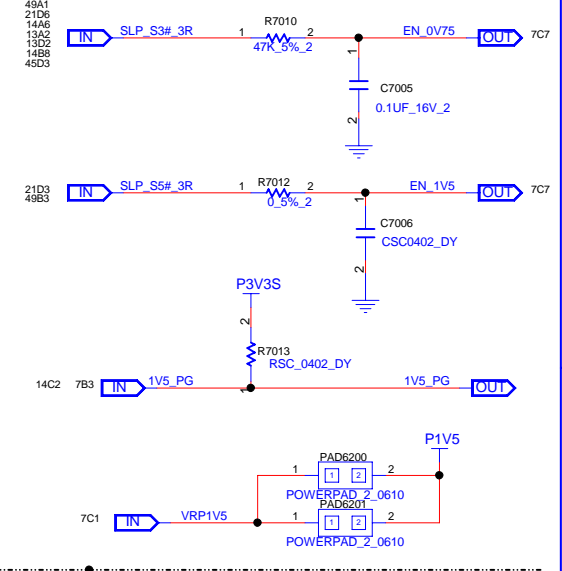 49A1
21D6
14A6
13A2
13D2
14B8
45D3
IN SLP_S3#_3R 1 R7010 2 EN_0V75 OUT 7C7
47K_5%_2
1
C7005
0.1UF_16V_2
2
21D3
49B3
IN SLP_S5#_3R 1 R7012 2 EN_1V5 OUT 7C7
0_5%_2
1
C7006
CSC0402_DY
2
P3V3S
2
R7013
RSC_0402_DY
1
14C2 7B3 IN 1V5_PG 1V5_PG OUT
P1V5
PAD6200
1 1 2 2
POWERPAD_2_0610
PAD6201
7C1 IN VRP1V5 1 1 2 2
POWERPAD_2_0610